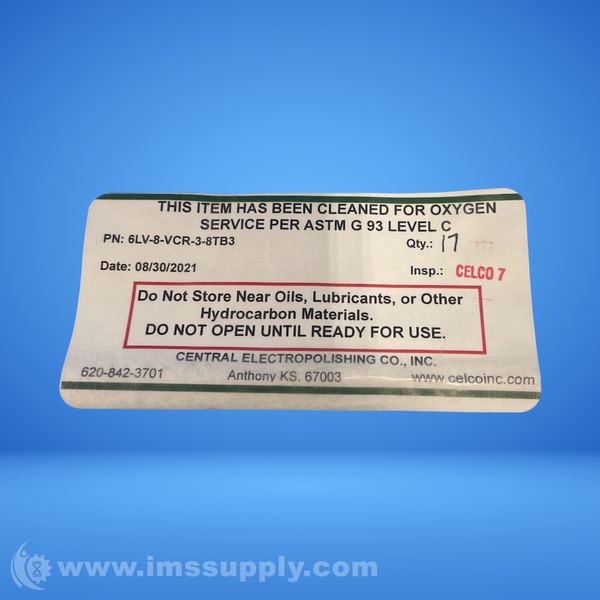 THIS ITEM HAS BEEN CLEANED FOR OXYGEN
SERVICE PER ASTM G 93 LEVEL C
PN: 6LV-8-VCR-3-8TB3 Qty.: 17
Date: 08/30/2021 Insp.: CELCO 7
Do Not Store Near Oils, Lubricants, or Other
Hydrocarbon Materials.
DO NOT OPEN UNTIL READY FOR USE.
CENTRAL ELECTROPOLISHING CO., INC.
620-842-3701 Anthony KS. 67003 www.celcoinc.com
www.imssupply.com